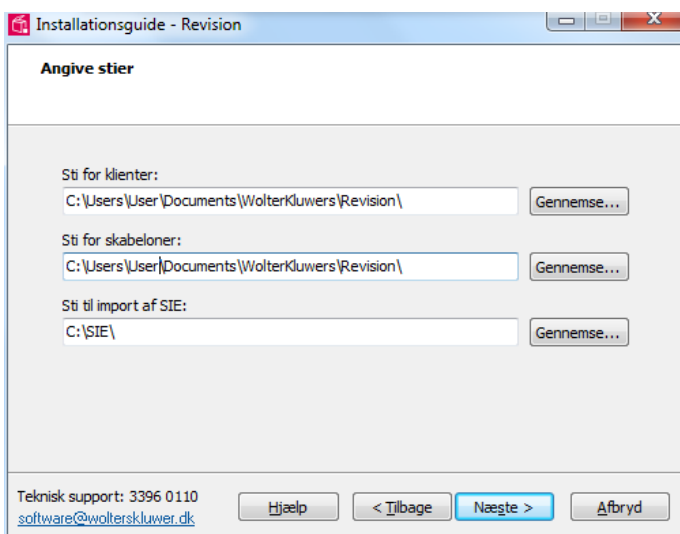 Installationsguide - Revision
Angive stier
Sti for klienter:
C:\Users\User\Documents\WolterKluwers\Revision\
Gennemse...
Sti for skabeloner:
C:\Users\User\Documents\WolterKluwers\Revision\
Gennemse...
Sti til import af SIE:
C:\SIE\
Gennemse...
Teknisk support: 3396 0110
software@wolterskluwer.dk
Hjælp
< Tilbage
Næste >
Afbryd